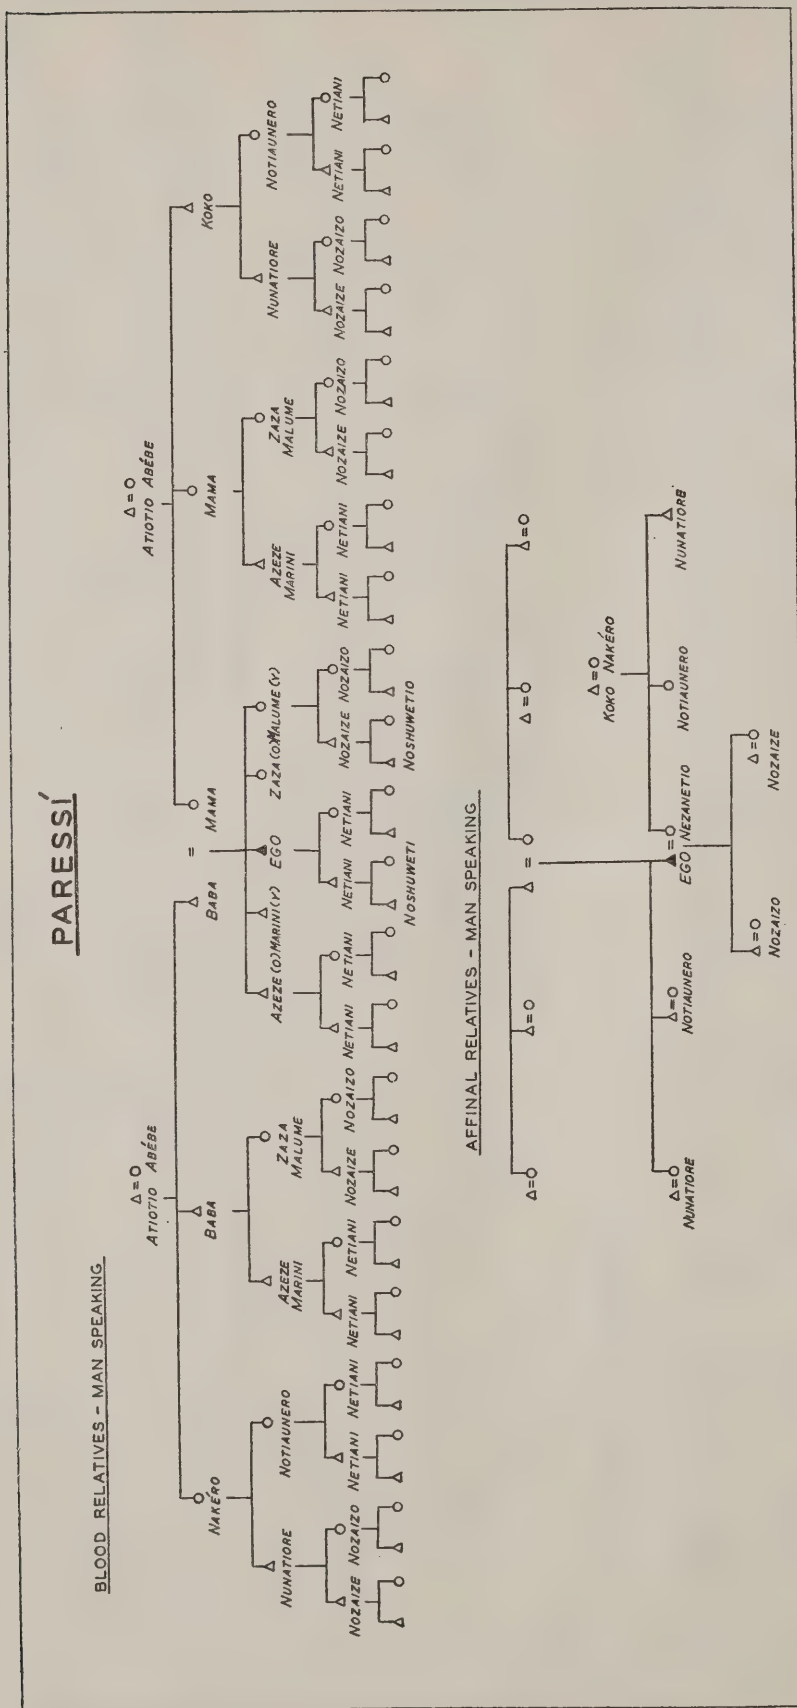 PARESSÍ
BLOOD RELATIVES - MAN SPEAKING
ATIOTIO ABÉBE
ATIOTIO ABÉBE
NAKÉRO
BABA
BABA
MAMA
MAMA
KOKO
NUNATIORE
NOTIAUNERO
AZEZE
MARINI
ZAZA
MALUME
AZEZE(O) MARINI(Y)
EGO
ZAZA(O) MALUME(Y)
AZEZE
MARINI
ZAZA
MALUME
NUNATIORE
NOTIAUNERO
NOZAIZE
NOZAIZO
NETIANI
NETIANI
NETIANI
NETIANI
NOZAIZE
NOZAIZO
NETIANI
NETIANI
NETIANI
NETIANI
NOZAIZE
NOZAIZO
NETIANI
NETIANI
NOZAIZE
NOZAIZO
NOZAIZE
NOZAIZO
NETIANI
NETIANI
NOSHUWETI
NOSHUWETIO
AFFINAL RELATIVES - MAN SPEAKING
KOKO NAKÉRO
NUNATIORE
NOTIAUNERO
EGO NEZANETIO
NOTIAUNERO
NUNATIORE
NOZAIZO
NOZAIZE